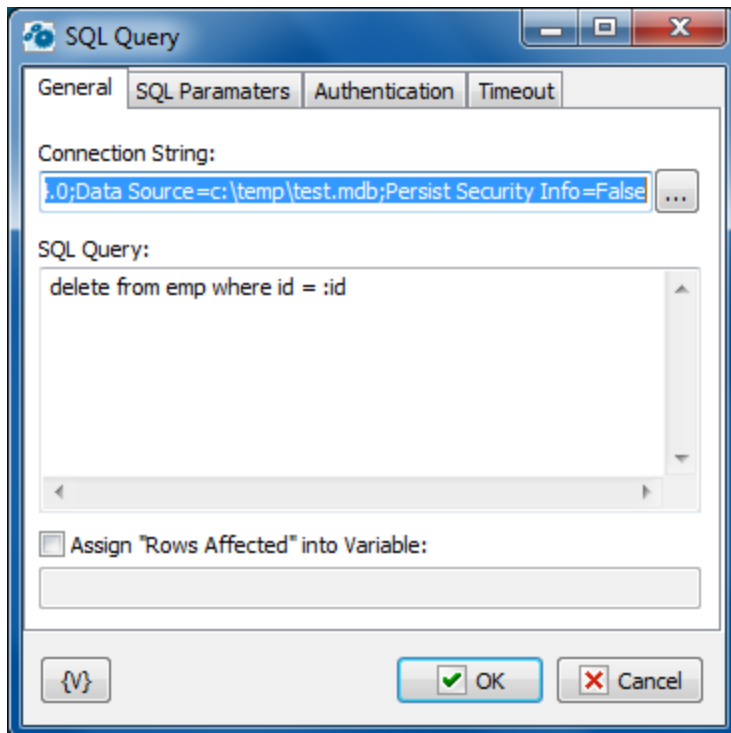 SQL Query
General SQL Paramaters Authentication Timeout
Connection String:
.0;Data Source=c:\temp\test.mdb;Persist Security Info=False
...
SQL Query:
delete from emp where id = :id
Assign "Rows Affected" into Variable:
{V} OK Cancel